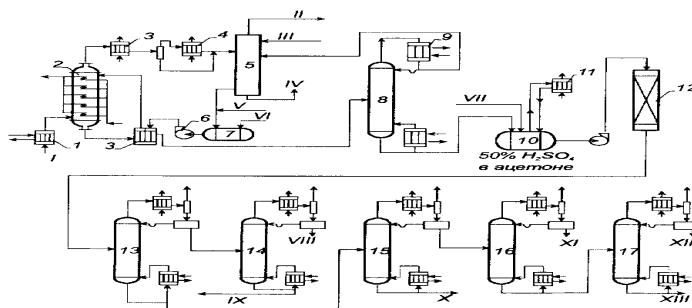 II
3
4
9
III
2
5
11
IV
8
VII
12
V
6
VI
7
10
1
3
I
50% H₂SO₄
в ацетоне
13
14
VIII
15
16
XI
17
XII
IX
X
XIII